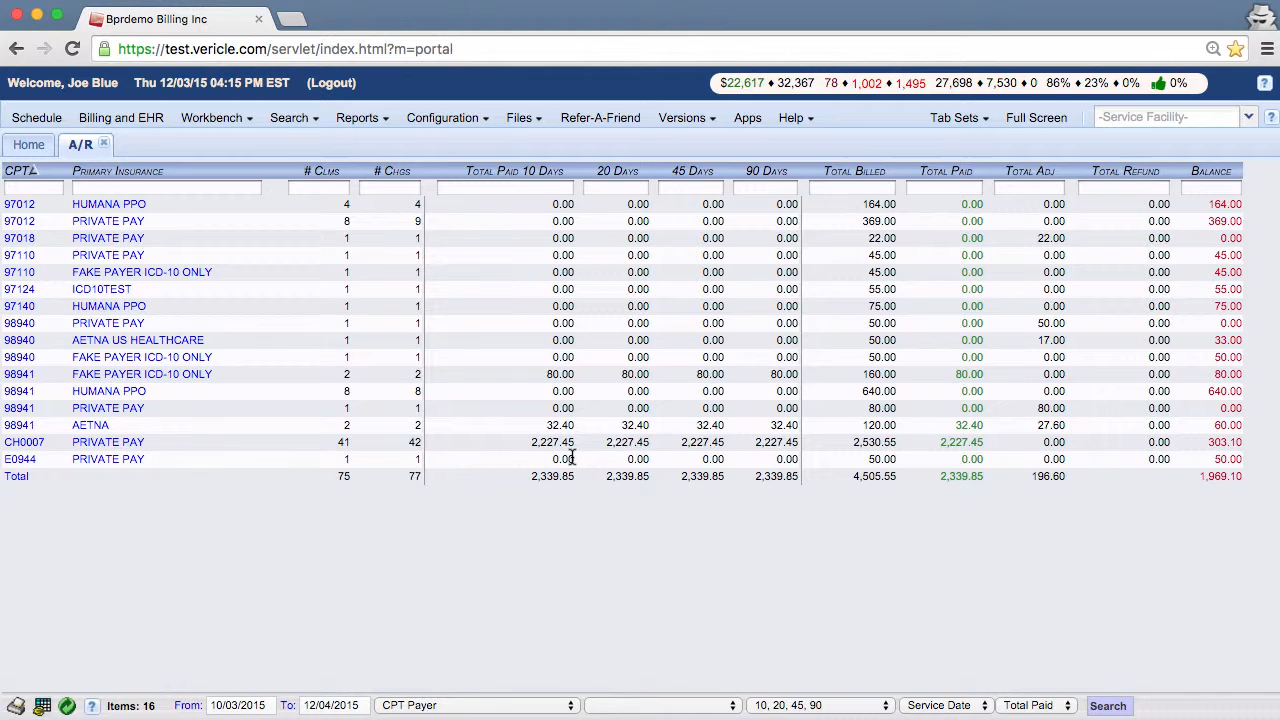 Bprdemo Billing Inc
https://test.vericle.com/servlet/index.html?m=portal
Welcome, Joe Blue Thu 12/03/15 04:15 PM EST (Logout) $22,617 ♦ 32,367 78 ♦ 1,002 ♦ 1,495 27,698 ♦ 7,530 ♦ 0 86% ♦ 23% ♦ 0% 0% ?
Schedule Billing and EHR Workbench Search Reports Configuration Files Refer-A-Friend Versions Apps Help Tab Sets Full Screen -Service Facility- ?
Home A/R
CPT PRIMARY INSURANCE # CLMS # CHGS TOTAL PAID 10 DAYS 20 DAYS 45 DAYS 90 DAYS TOTAL BILLED TOTAL PAID TOTAL ADJ TOTAL REFUND BALANCE
97012 HUMANA PPO 4 4 0.00 0.00 0.00 0.00 164.00 0.00 0.00 0.00 164.00
97012 PRIVATE PAY 8 9 0.00 0.00 0.00 0.00 369.00 0.00 0.00 0.00 369.00
97018 PRIVATE PAY 1 1 0.00 0.00 0.00 0.00 22.00 0.00 22.00 0.00 0.00
97110 PRIVATE PAY 1 1 0.00 0.00 0.00 0.00 45.00 0.00 0.00 0.00 45.00
97110 FAKE PAYER ICD-10 ONLY 1 1 0.00 0.00 0.00 0.00 45.00 0.00 0.00 0.00 45.00
97124 ICD10TEST 1 1 0.00 0.00 0.00 0.00 55.00 0.00 0.00 0.00 55.00
97140 HUMANA PPO 1 1 0.00 0.00 0.00 0.00 75.00 0.00 0.00 0.00 75.00
98940 PRIVATE PAY 1 1 0.00 0.00 0.00 0.00 50.00 0.00 50.00 0.00 0.00
98940 AETNA US HEALTHCARE 1 1 0.00 0.00 0.00 0.00 50.00 0.00 17.00 0.00 33.00
98940 FAKE PAYER ICD-10 ONLY 1 1 0.00 0.00 0.00 0.00 50.00 0.00 0.00 0.00 50.00
98941 FAKE PAYER ICD-10 ONLY 2 2 80.00 80.00 80.00 80.00 160.00 80.00 0.00 0.00 80.00
98941 HUMANA PPO 8 8 0.00 0.00 0.00 0.00 640.00 0.00 0.00 0.00 640.00
98941 PRIVATE PAY 1 1 0.00 0.00 0.00 0.00 80.00 0.00 80.00 0.00 0.00
98941 AETNA 2 2 32.40 32.40 32.40 32.40 120.00 32.40 27.60 0.00 60.00
CH0007 PRIVATE PAY 41 42 2,227.45 2,227.45 2,227.45 2,227.45 2,530.55 2,227.45 0.00 0.00 303.10
E0944 PRIVATE PAY 1 1 0.00 0.00 0.00 0.00 50.00 0.00 0.00 0.00 50.00
Total 75 77 2,339.85 2,339.85 2,339.85 2,339.85 4,505.55 2,339.85 196.60 1,969.10
? Items: 16 From: 10/03/2015 To: 12/04/2015 CPT Payer 10, 20, 45, 90 Service Date Total Paid Search